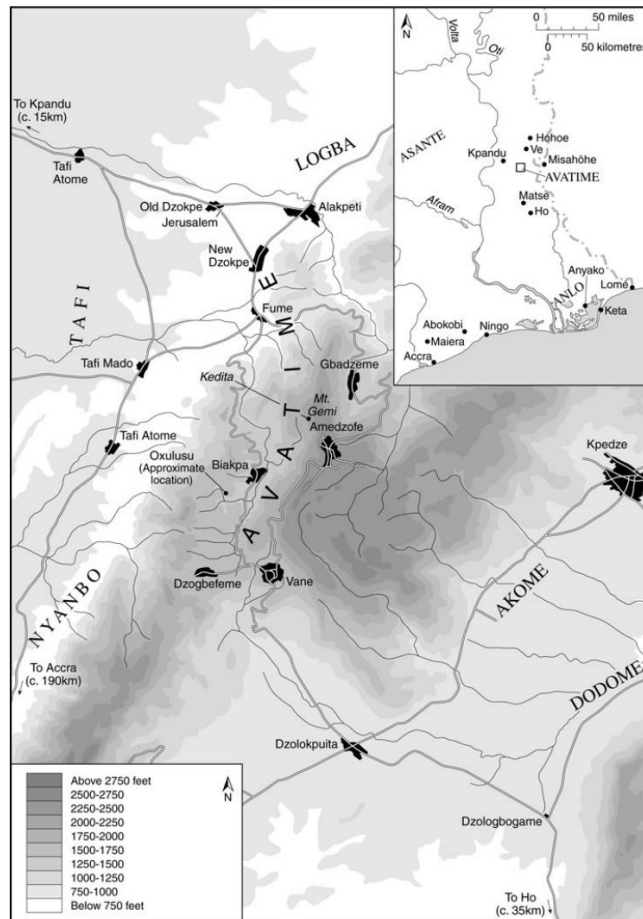 To Kpandu
(c. 15km)
Tafi
Atome
LOGBA
Old Dzokpe
Jerusalem
Alakpeti
New
Dzokpe
TAFI
Fume
AVATIME
Tafi Mado
Gbadzeme
Kedita
Mt.
Gemi
Amedzofe
Tafi Atome
Oxulusu
(Approximate
location)
Biakpa
Kpedze
NYANBO
Dzogbefeme
Vane
AKOME
To Accra
(c. 190km)
DODOME
Dzolokpuita
Dzologbogame
To Ho
(c. 35km)
N
0 50 miles
0 50 kilometres
Volta
Oti
ASANTE
Hohoe
Ve
Kpandu
Misahöhe
AVATIME
Matse
Ho
Afram
Anyako
Lomé
ANLO
Keta
Abokobi
Ningo
Maiera
Accra
N
Above 2750 feet
2500-2750
2250-2500
2000-2250
1750-2000
1500-1750
1250-1500
1000-1250
750-1000
Below 750 feet